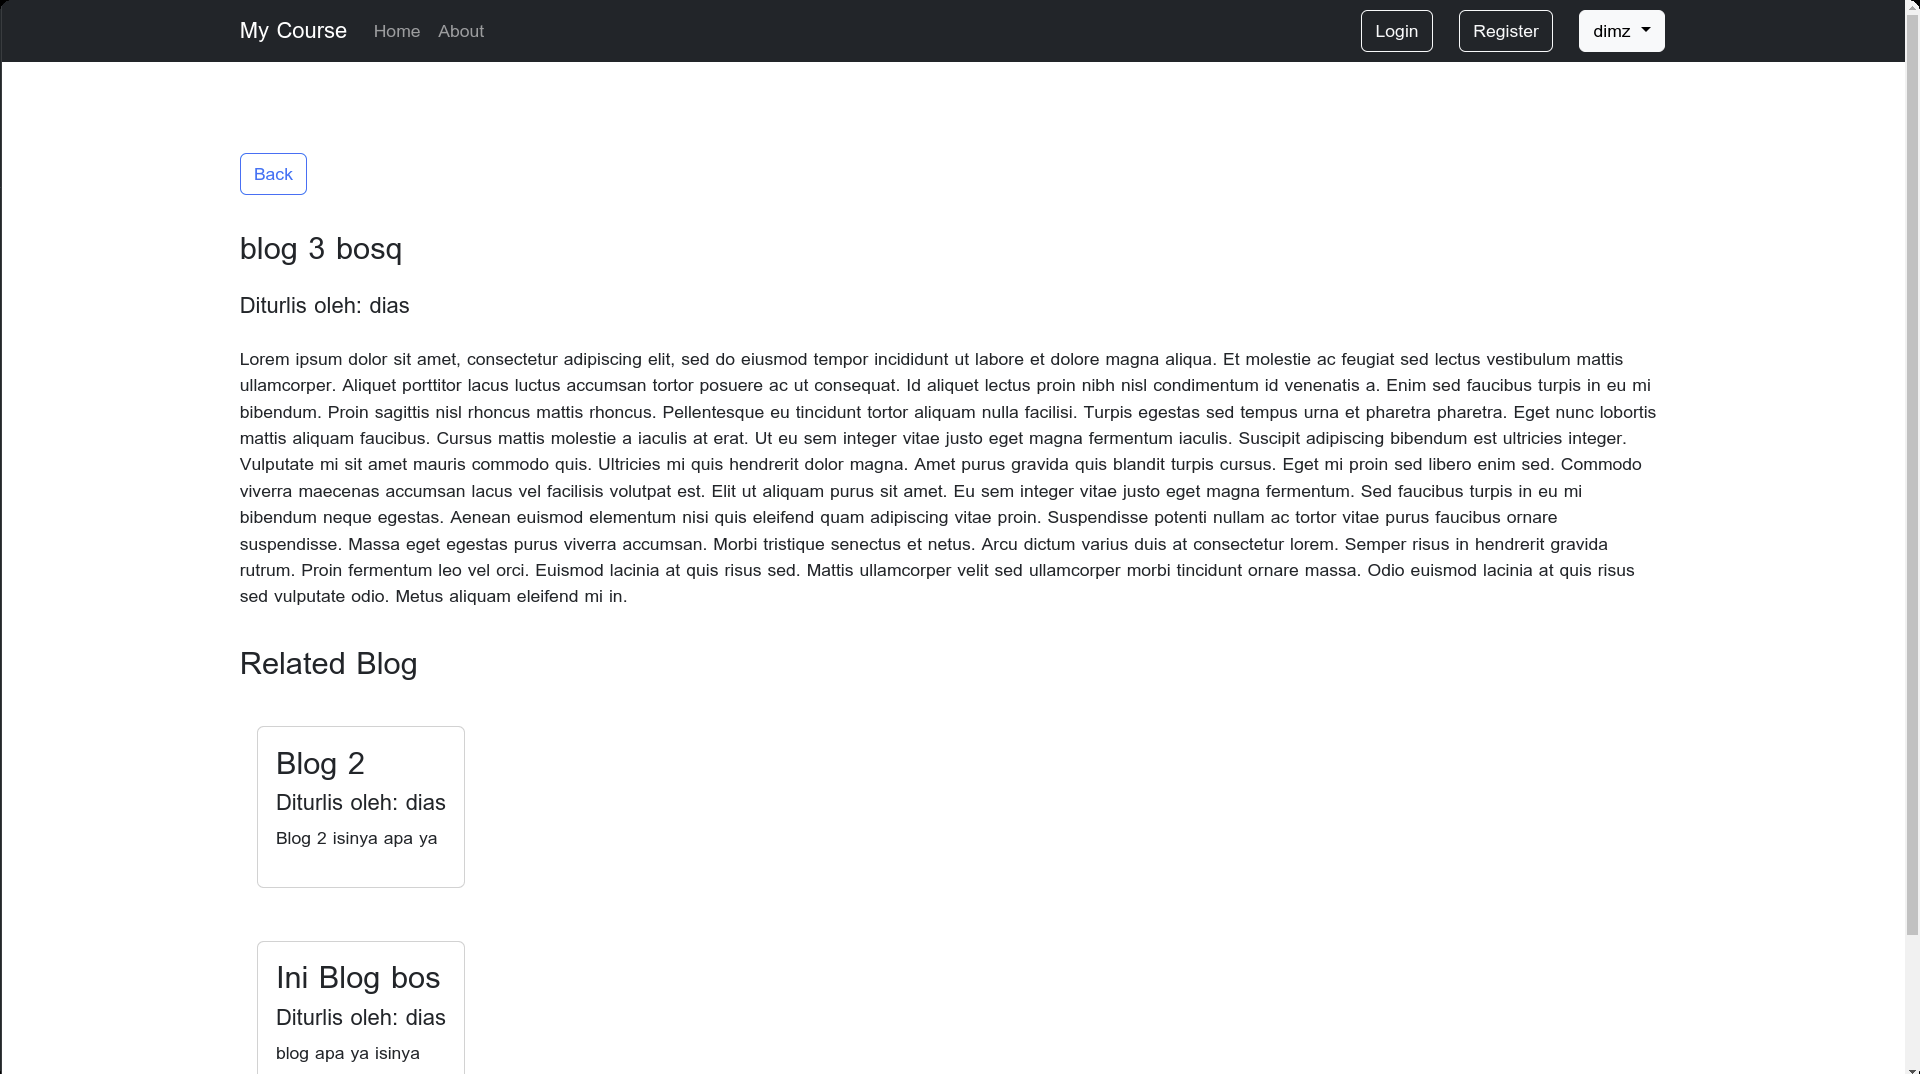 My Course Home About Login Register dimz
Back
blog 3 bosq
Diturlis oleh: dias
Lorem ipsum dolor sit amet, consectetur adipiscing elit, sed do eiusmod tempor incididunt ut labore et dolore magna aliqua. Et molestie ac feugiat sed lectus vestibulum mattis
ullamcorper. Aliquet porttitor lacus luctus accumsan tortor posuere ac ut consequat. Id aliquet lectus proin nibh nisl condimentum id venenatis a. Enim sed faucibus turpis in eu mi
bibendum. Proin sagittis nisl rhoncus mattis rhoncus. Pellentesque eu tincidunt tortor aliquam nulla facilisi. Turpis egestas sed tempus urna et pharetra pharetra. Eget nunc lobortis
mattis aliquam faucibus. Cursus mattis molestie a iaculis at erat. Ut eu sem integer vitae justo eget magna fermentum iaculis. Suscipit adipiscing bibendum est ultricies integer.
Vulputate mi sit amet mauris commodo quis. Ultricies mi quis hendrerit dolor magna. Amet purus gravida quis blandit turpis cursus. Eget mi proin sed libero enim sed. Commodo
viverra maecenas accumsan lacus vel facilisis volutpat est. Elit ut aliquam purus sit amet. Eu sem integer vitae justo eget magna fermentum. Sed faucibus turpis in eu mi
bibendum neque egestas. Aenean euismod elementum nisi quis eleifend quam adipiscing vitae proin. Suspendisse potenti nullam ac tortor vitae purus faucibus ornare
suspendisse. Massa eget egestas purus viverra accumsan. Morbi tristique senectus et netus. Arcu dictum varius duis at consectetur lorem. Semper risus in hendrerit gravida
rutrum. Proin fermentum leo vel orci. Euismod lacinia at quis risus sed. Mattis ullamcorper velit sed ullamcorper morbi tincidunt ornare massa. Odio euismod lacinia at quis risus
sed vulputate odio. Metus aliquam eleifend mi in.
Related Blog
Blog 2
Diturlis oleh: dias
Blog 2 isinya apa ya
Ini Blog bos
Diturlis oleh: dias
blog apa ya isinya